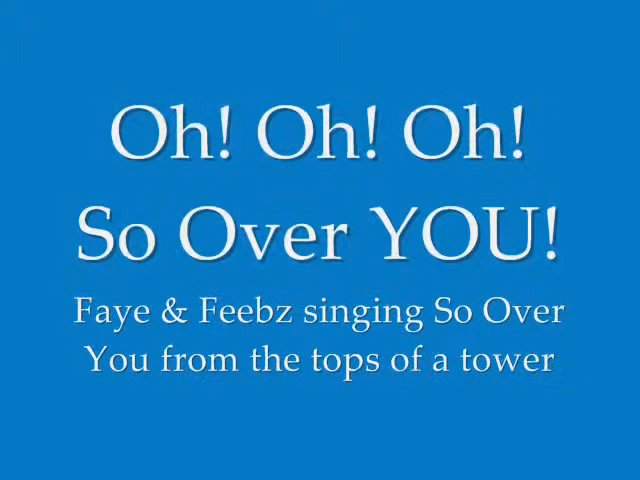 Oh! Oh! Oh!
So Over YOU!
Faye & Feebz singing So Over
You from the tops of a tower